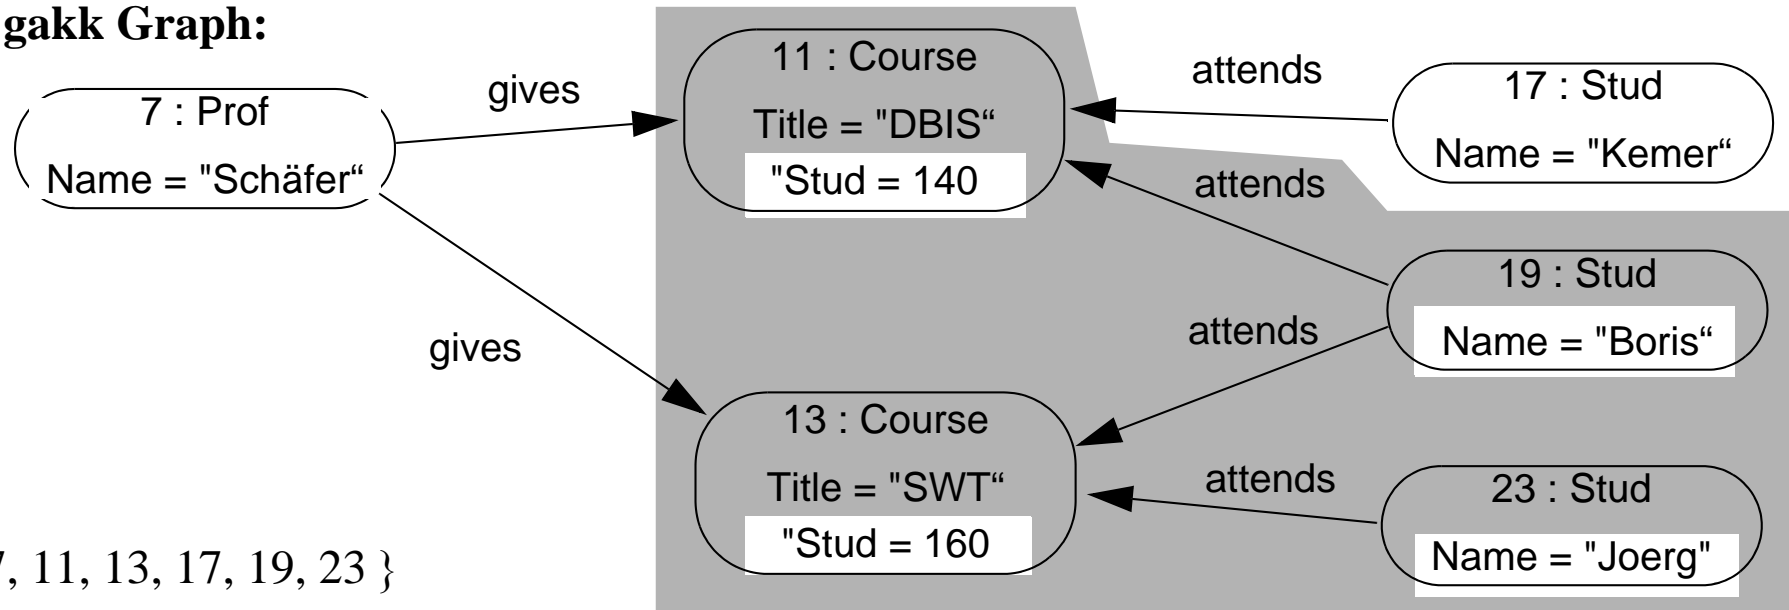 gakk Graph:
gives
11 : Course
Title = "DBIS“
"Stud = 140
attends
17 : Stud
Name = "Kemer“
7 : Prof
Name = "Schäfer“
attends
19 : Stud
Name = "Boris“
gives
attends
13 : Course
Title = "SWT“
"Stud = 160
attends
23 : Stud
Name = "Joerg"
, 11, 13, 17, 19, 23 }